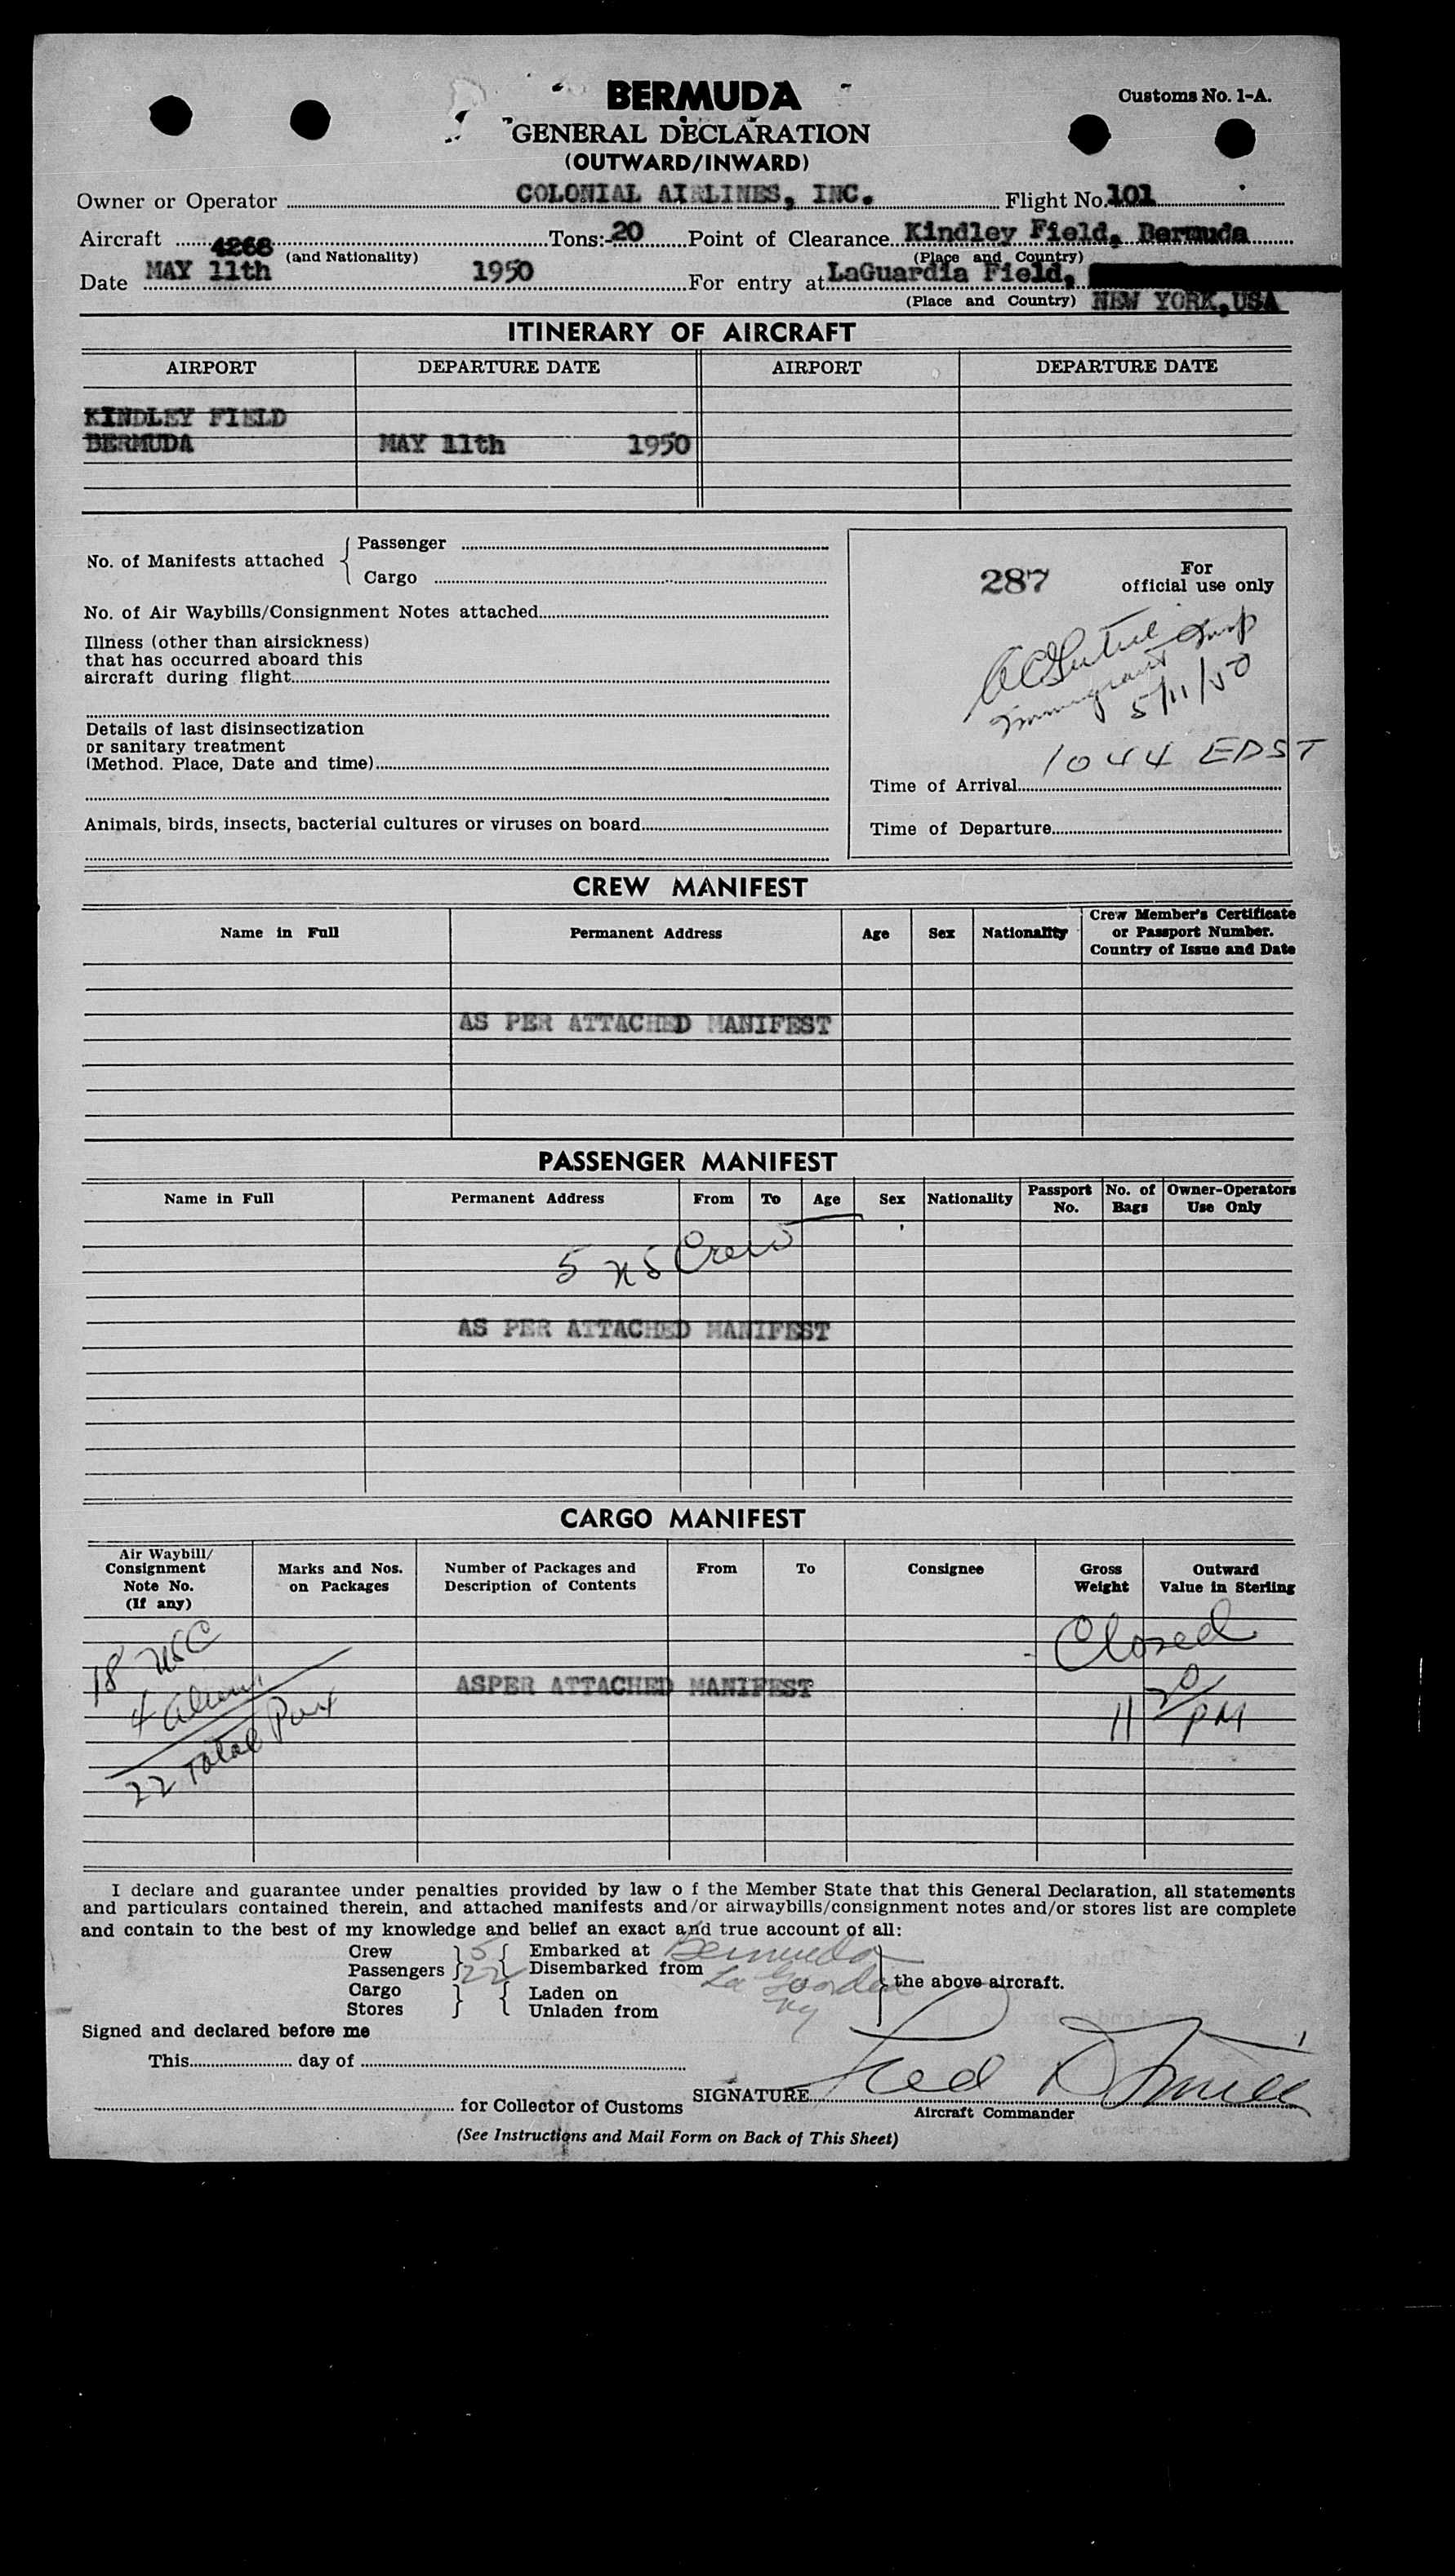 BERMUDA
Customs No. 1-A.
GENERAL DECLARATION
(OUTWARD/INWARD)
Owner or Operator COLONIAL AIRLINES, INC. Flight No. 101
Aircraft 4268 Tons:-20 Point of Clearance Kindley Field, Bermuda
(and Nationality) (Place and Country)
Date MAY 11th 1950 For entry at LaGuardia Field,
(Place and Country) NEW YORK, USA
ITINERARY OF AIRCRAFT
AIRPORT DEPARTURE DATE AIRPORT DEPARTURE DATE
KINDLEY FIELD
BERMUDA MAY 11th 1950
No. of Manifests attached { Passenger
Cargo
287 For
official use only
No. of Air Waybills/Consignment Notes attached
Illness (other than airsickness)
that has occurred aboard this
aircraft during flight
Immigrant Insp
5/11/50
Details of last disinsectization
or sanitary treatment
(Method. Place, Date and time)
1044 EDST
Time of Arrival
Animals, birds, insects, bacterial cultures or viruses on board
Time of Departure
CREW MANIFEST
Name in Full Permanent Address Age Sex Nationality Crew Member's Certificate
or Passport Number.
Country of Issue and Date
AS PER ATTACHED MANIFEST
PASSENGER MANIFEST
Name in Full Permanent Address From To Age Sex Nationality Passport No. No. of Bags Owner-Operators Use Only
5 US Crew
AS PER ATTACHED MANIFEST
CARGO MANIFEST
Air Waybill/
Consignment
Note No.
(If any)
Marks and Nos.
on Packages
Number of Packages and
Description of Contents
From To Consignee Gross
Weight
Outward
Value in Sterling
18 USC
Closed
4 Aliens
ASPER ATTACHED MANIFEST
11 20/PM
22 Total Pax
I declare and guarantee under penalties provided by law o f the Member State that this General Declaration, all statements
and particulars contained therein, and attached manifests and/or airwaybills/consignment notes and/or stores list are complete
and contain to the best of my knowledge and belief an exact and true account of all:
Crew } 5 { Embarked at Bermuda
Passengers } 22 { Disembarked from La Guardia
NY
} the above aircraft.
Cargo } { Laden on
Stores } { Unladen from
Signed and declared before me
This day of
SIGNATURE Fred
for Collector of Customs
Aircraft Commander
(See Instructions and Mail Form on Back of This Sheet)